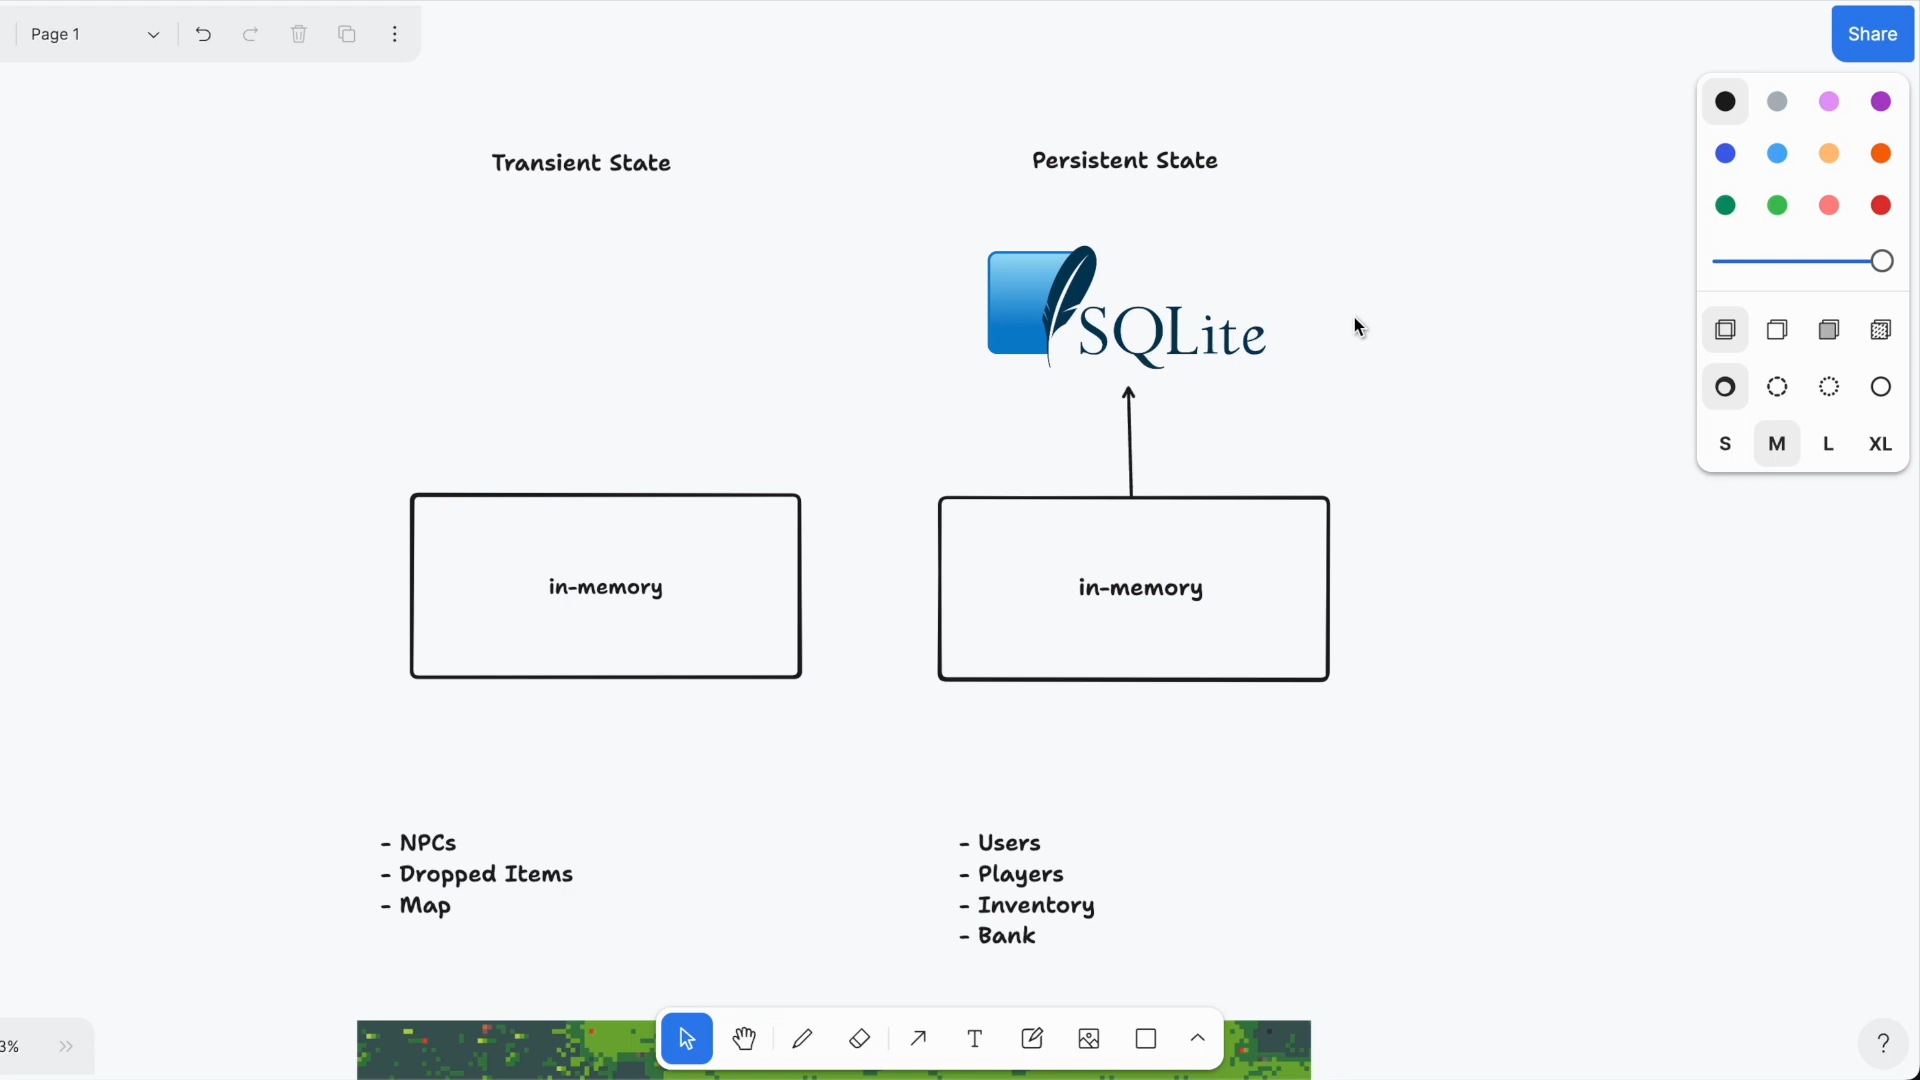 Page 1
Share
Transient State
Persistent State
SQLite
S M L XL
in-memory
in-memory
- NPCs
- Dropped Items
- Map
- Users
- Players
- Inventory
- Bank
3%
T
?